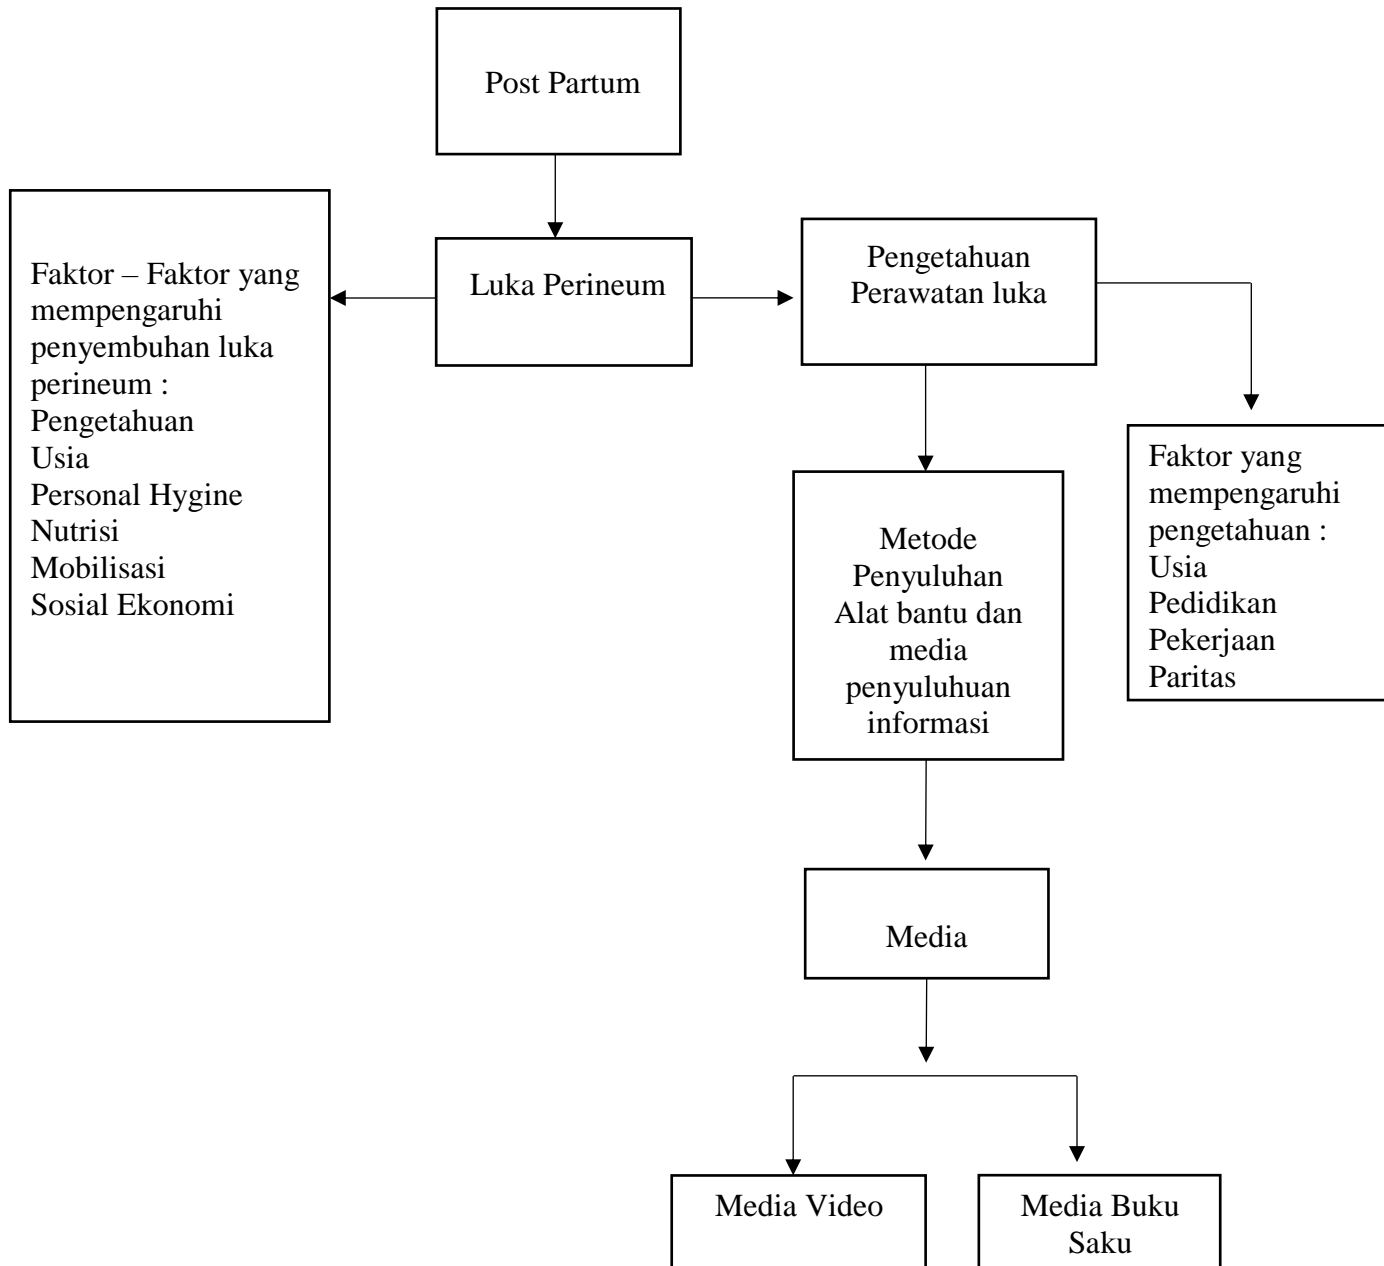 Post Partum
Faktor – Faktor yang
mempengaruhi
penyembuhan luka
perineum :
Pengetahuan
Usia
Personal Hygine
Nutrisi
Mobilisasi
Sosial Ekonomi
Luka Perineum
Pengetahuan
Perawatan luka
Metode
Penyuluhan
Alat bantu dan
media
penyuluhuan
informasi
Faktor yang
mempengaruhi
pengetahuan :
Usia
Pedidikan
Pekerjaan
Paritas
Media
Media Video
Media Buku
Saku